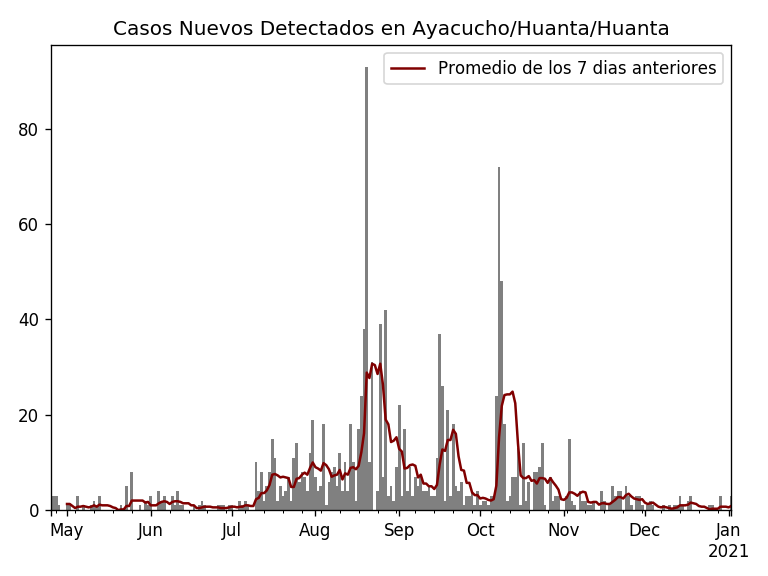 Casos Nuevos Detectados en Ayacucho/Huanta/Huanta
Promedio de los 7 dias anteriores
80
60
40
20
0
May Jun Jul Aug Sep Oct Nov Dec Jan
2021